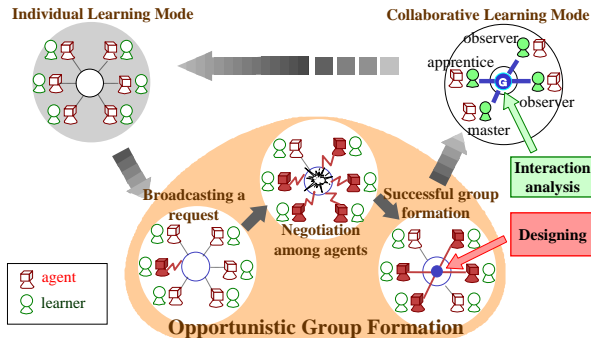 Individual Learning Mode
Collaborative Learning Mode
observer
apprentice
G
observer
master
Interaction
analysis
Broadcasting a
request
Negotiation
among agents
Successful group
formation
Designing
agent
learner
Opportunistic Group Formation